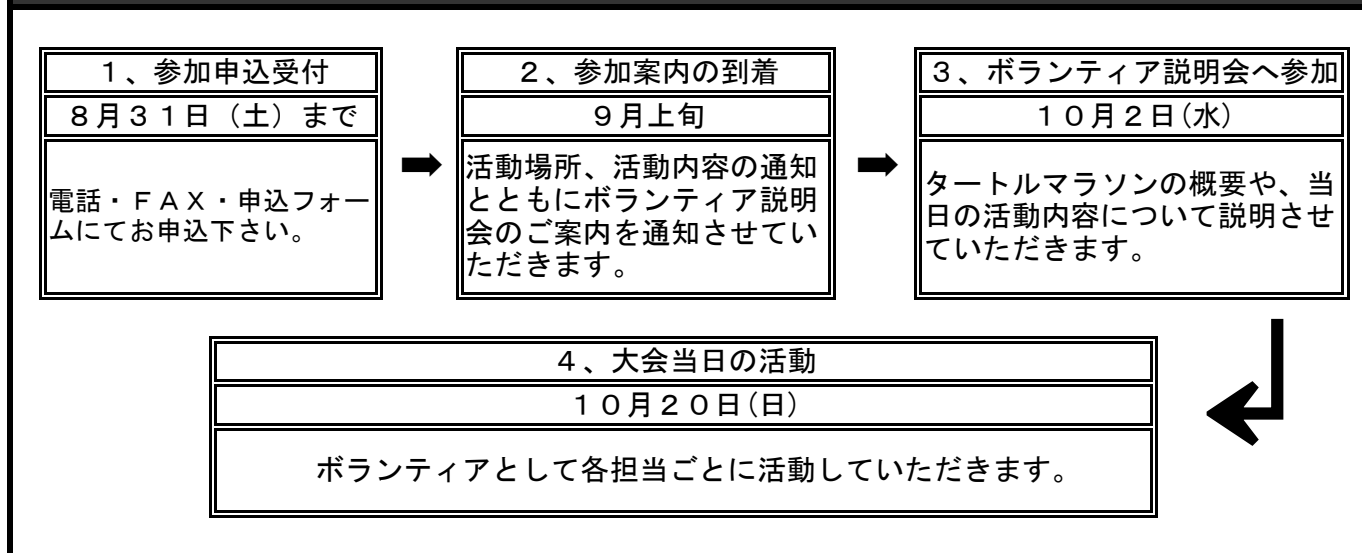 １、参加申込受付
８月３１日（土）まで
電話・ＦＡＸ・申込フォー
ムにてお申込下さい。
２、参加案内の到着
９月上旬
活動場所、活動内容の通知
とともにボランティア説明
会のご案内を通知させてい
ただきます。
３、ボランティア説明会へ参加
１０月２日(水)
タートルマラソンの概要や、当
日の活動内容について説明させ
ていただきます。
４、大会当日の活動
１０月２０日(日)
ボランティアとして各担当ごとに活動していただきます。